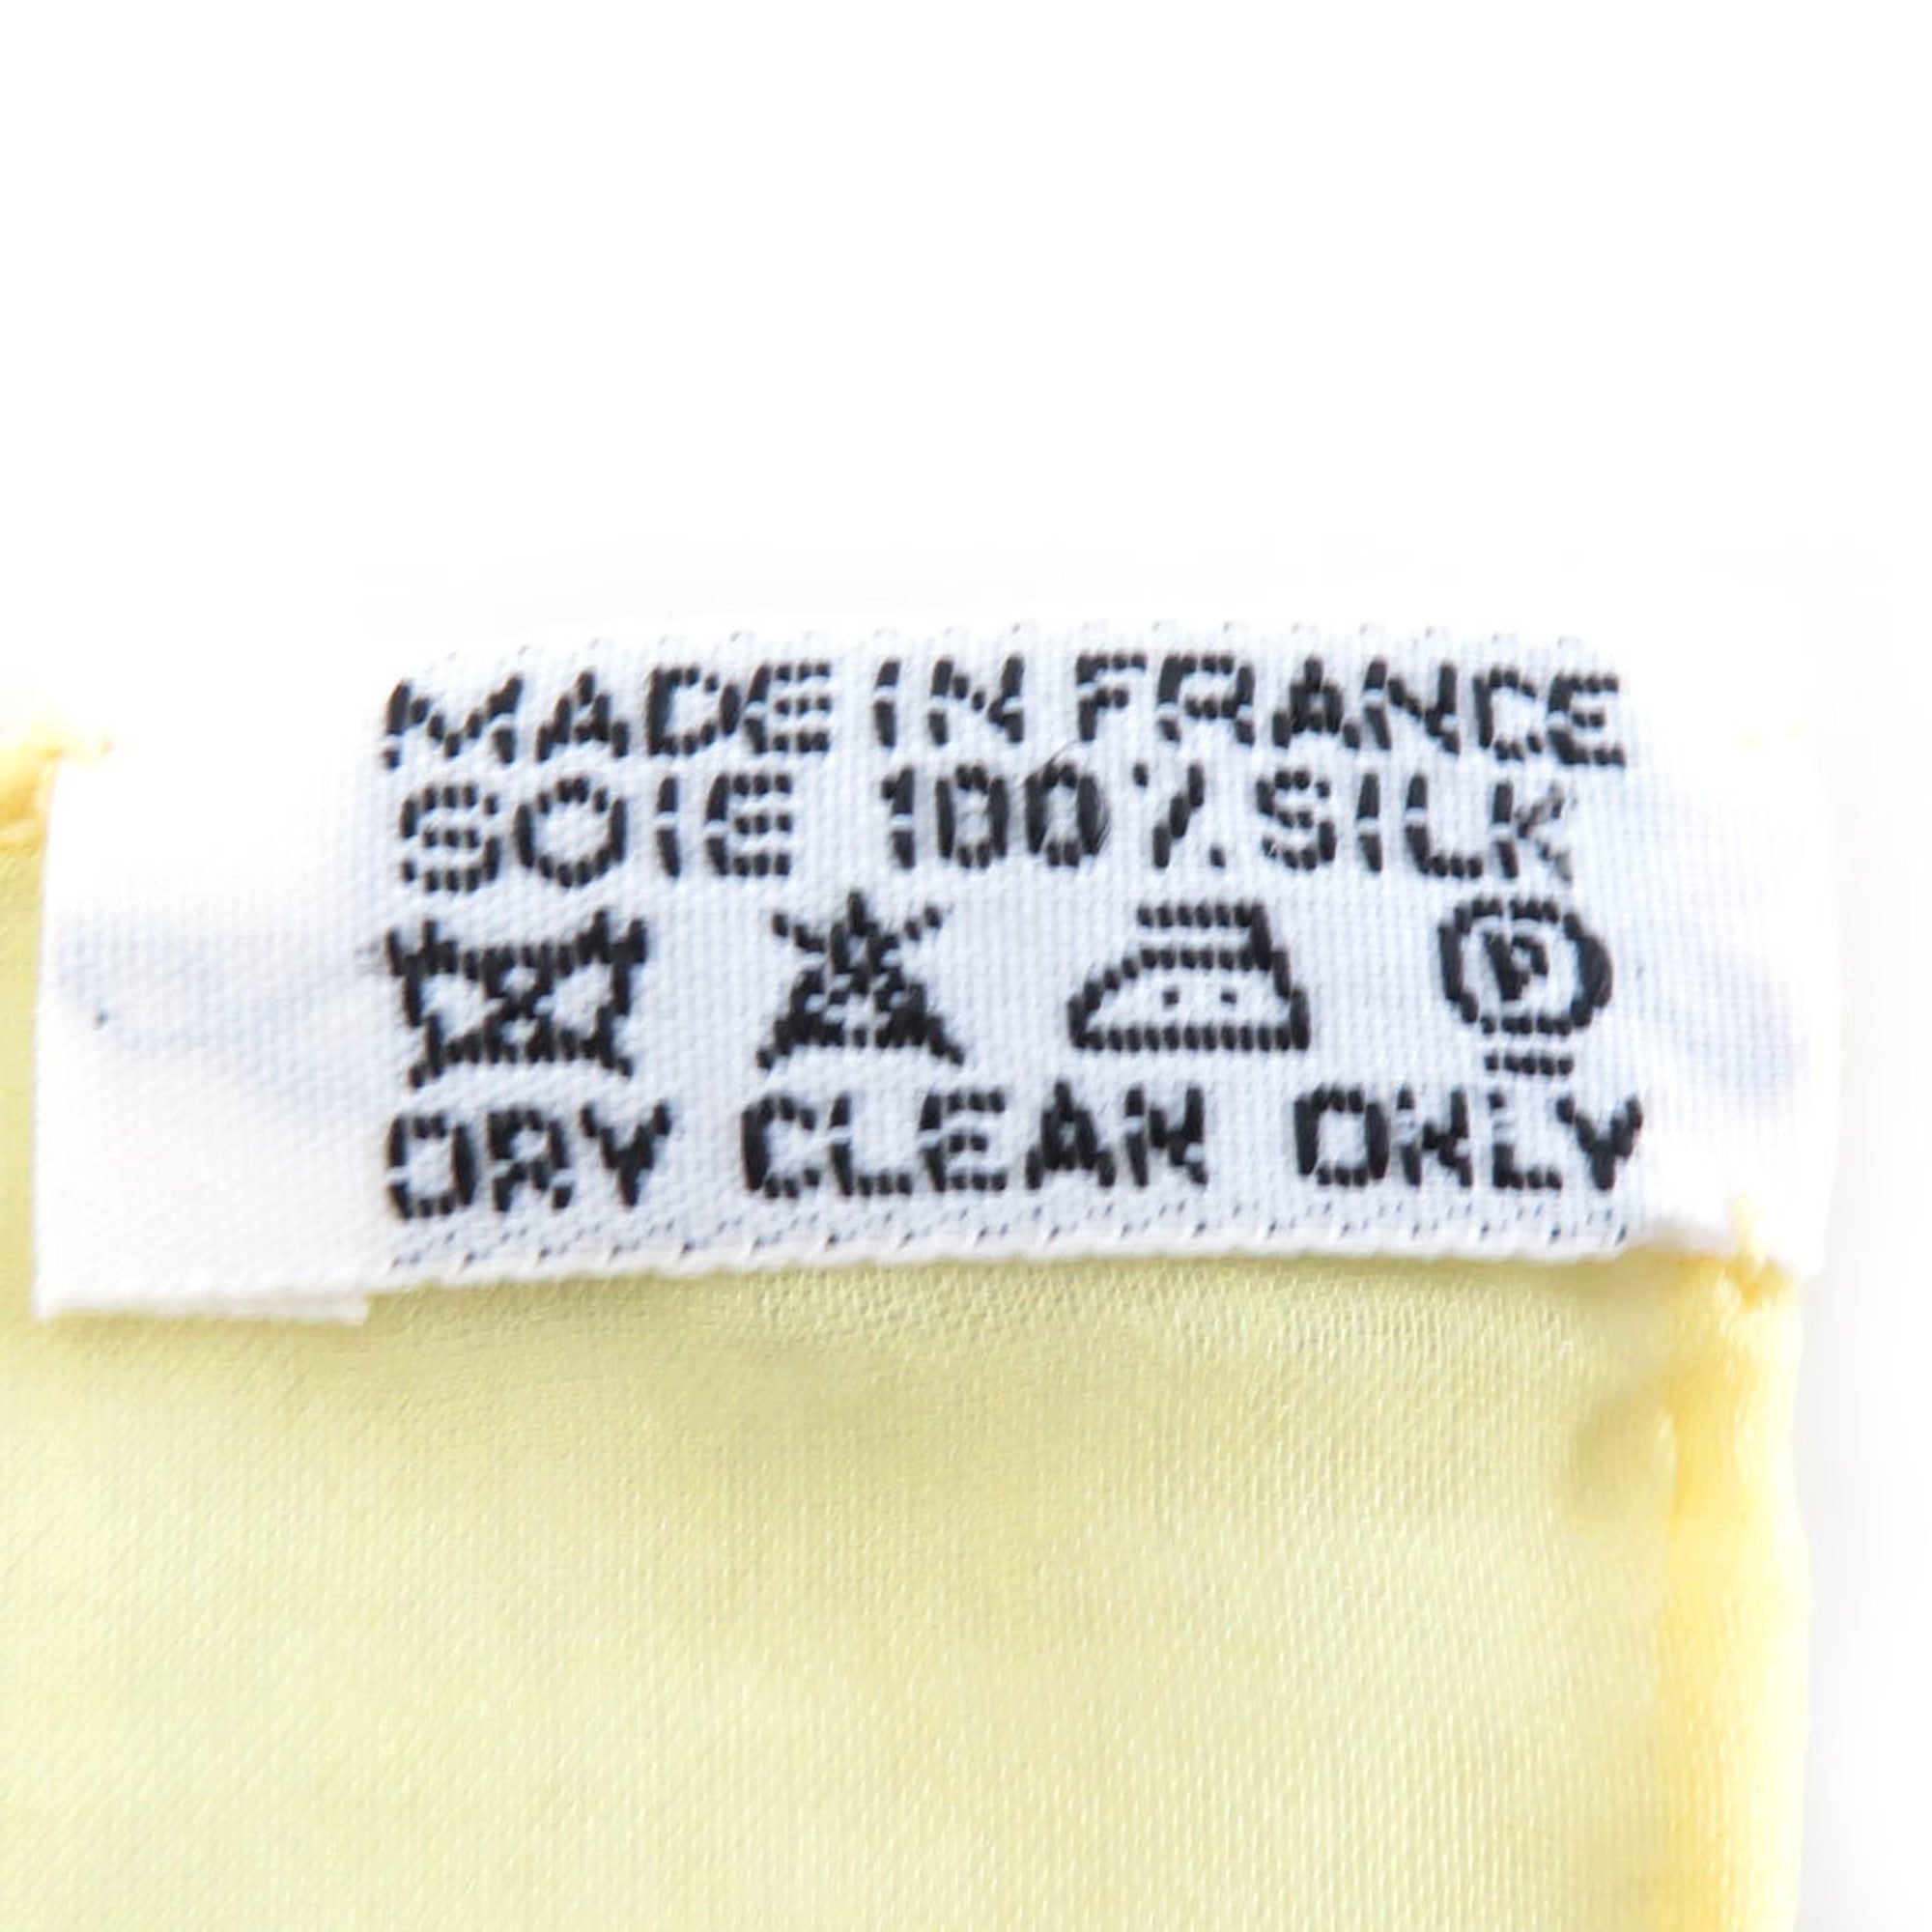 MADE IN FRANCE
SOIE 100% SILK
P
DRY CLEAN ONLY